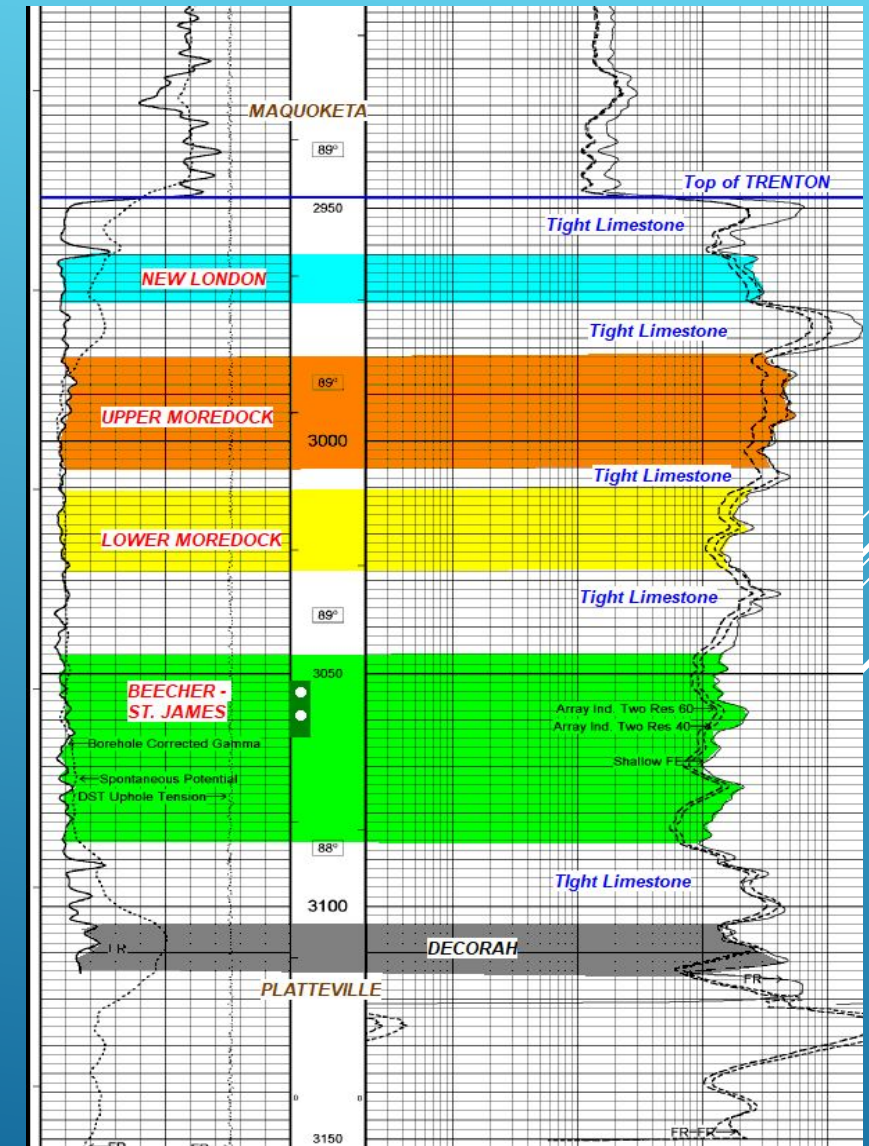 MAQUOKETA
89°
Top of TRENTON
2950
Tight Limestone
NEW LONDON
Tight Limestone
89°
UPPER MOREDOCK
3000
Tight Limestone
LOWER MOREDOCK
Tight Limestone
89°
3050
BEECHER -
ST. JAMES
Array Ind. Two Res 60
Array Ind. Two Res 40
Borehole Corrected Gamma
Shallow FE
Spontaneous Potential
DST Uphole Tension
88°
Tight Limestone
3100
DECORAH
FR
FR
PLATTEVILLE
0 0
FR FR
3150
FR FR